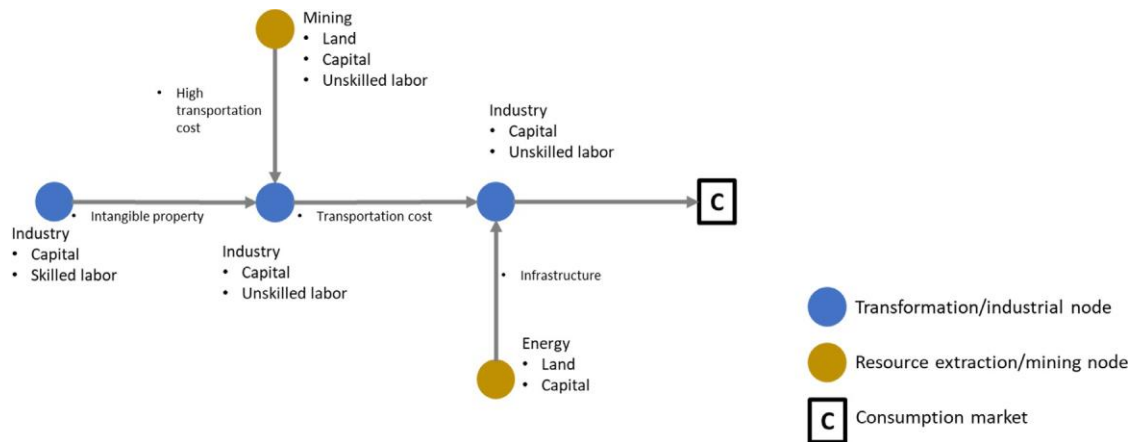 Mining
• Land
• Capital
• Unskilled labor
• High
transportation
cost
Industry
• Capital
• Unskilled labor
• Intangible property
• Transportation cost
C
Industry
• Capital
• Skilled labor
Industry
• Capital
• Unskilled labor
• Infrastructure
Energy
• Land
• Capital
Transformation/industrial node
Resource extraction/mining node
C
Consumption market